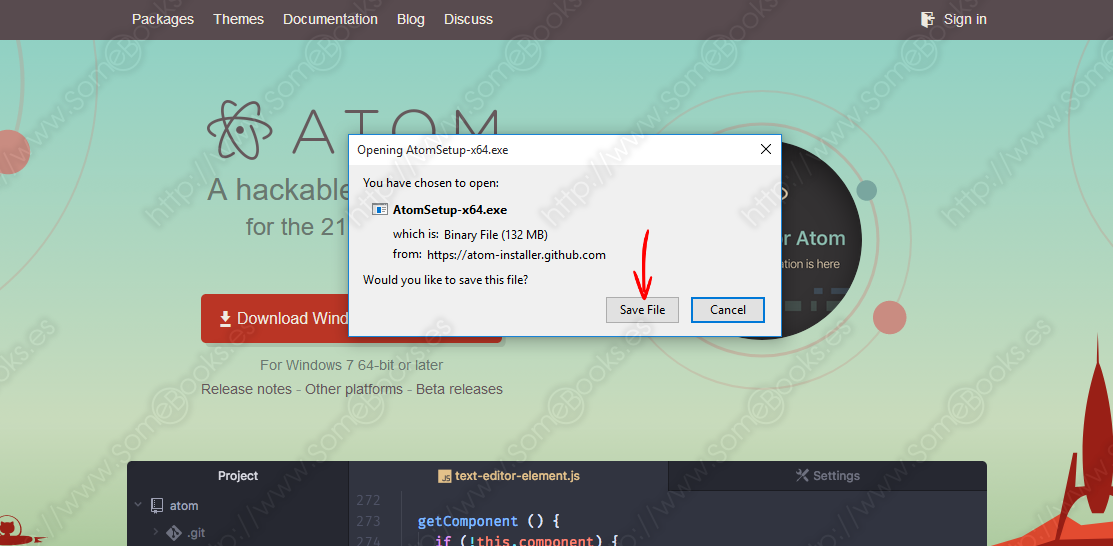 Packages Themes Documentation Blog Discuss Sign in
ATOM
A hackable
for the 21
Opening AtomSetup-x64.exe
You have chosen to open:
AtomSetup-x64.exe
which is: Binary File (132 MB)
from: https://atom-installer.github.com
Would you like to save this file?
Save File Cancel
r Atom
ation is here
Download Wind
For Windows 7 64-bit or later
Release notes - Other platforms - Beta releases
Project text-editor-element.js Settings
272
atom
273 getComponent () {
.git
274 if (!this.component) {
http://www.SomeBooks.es